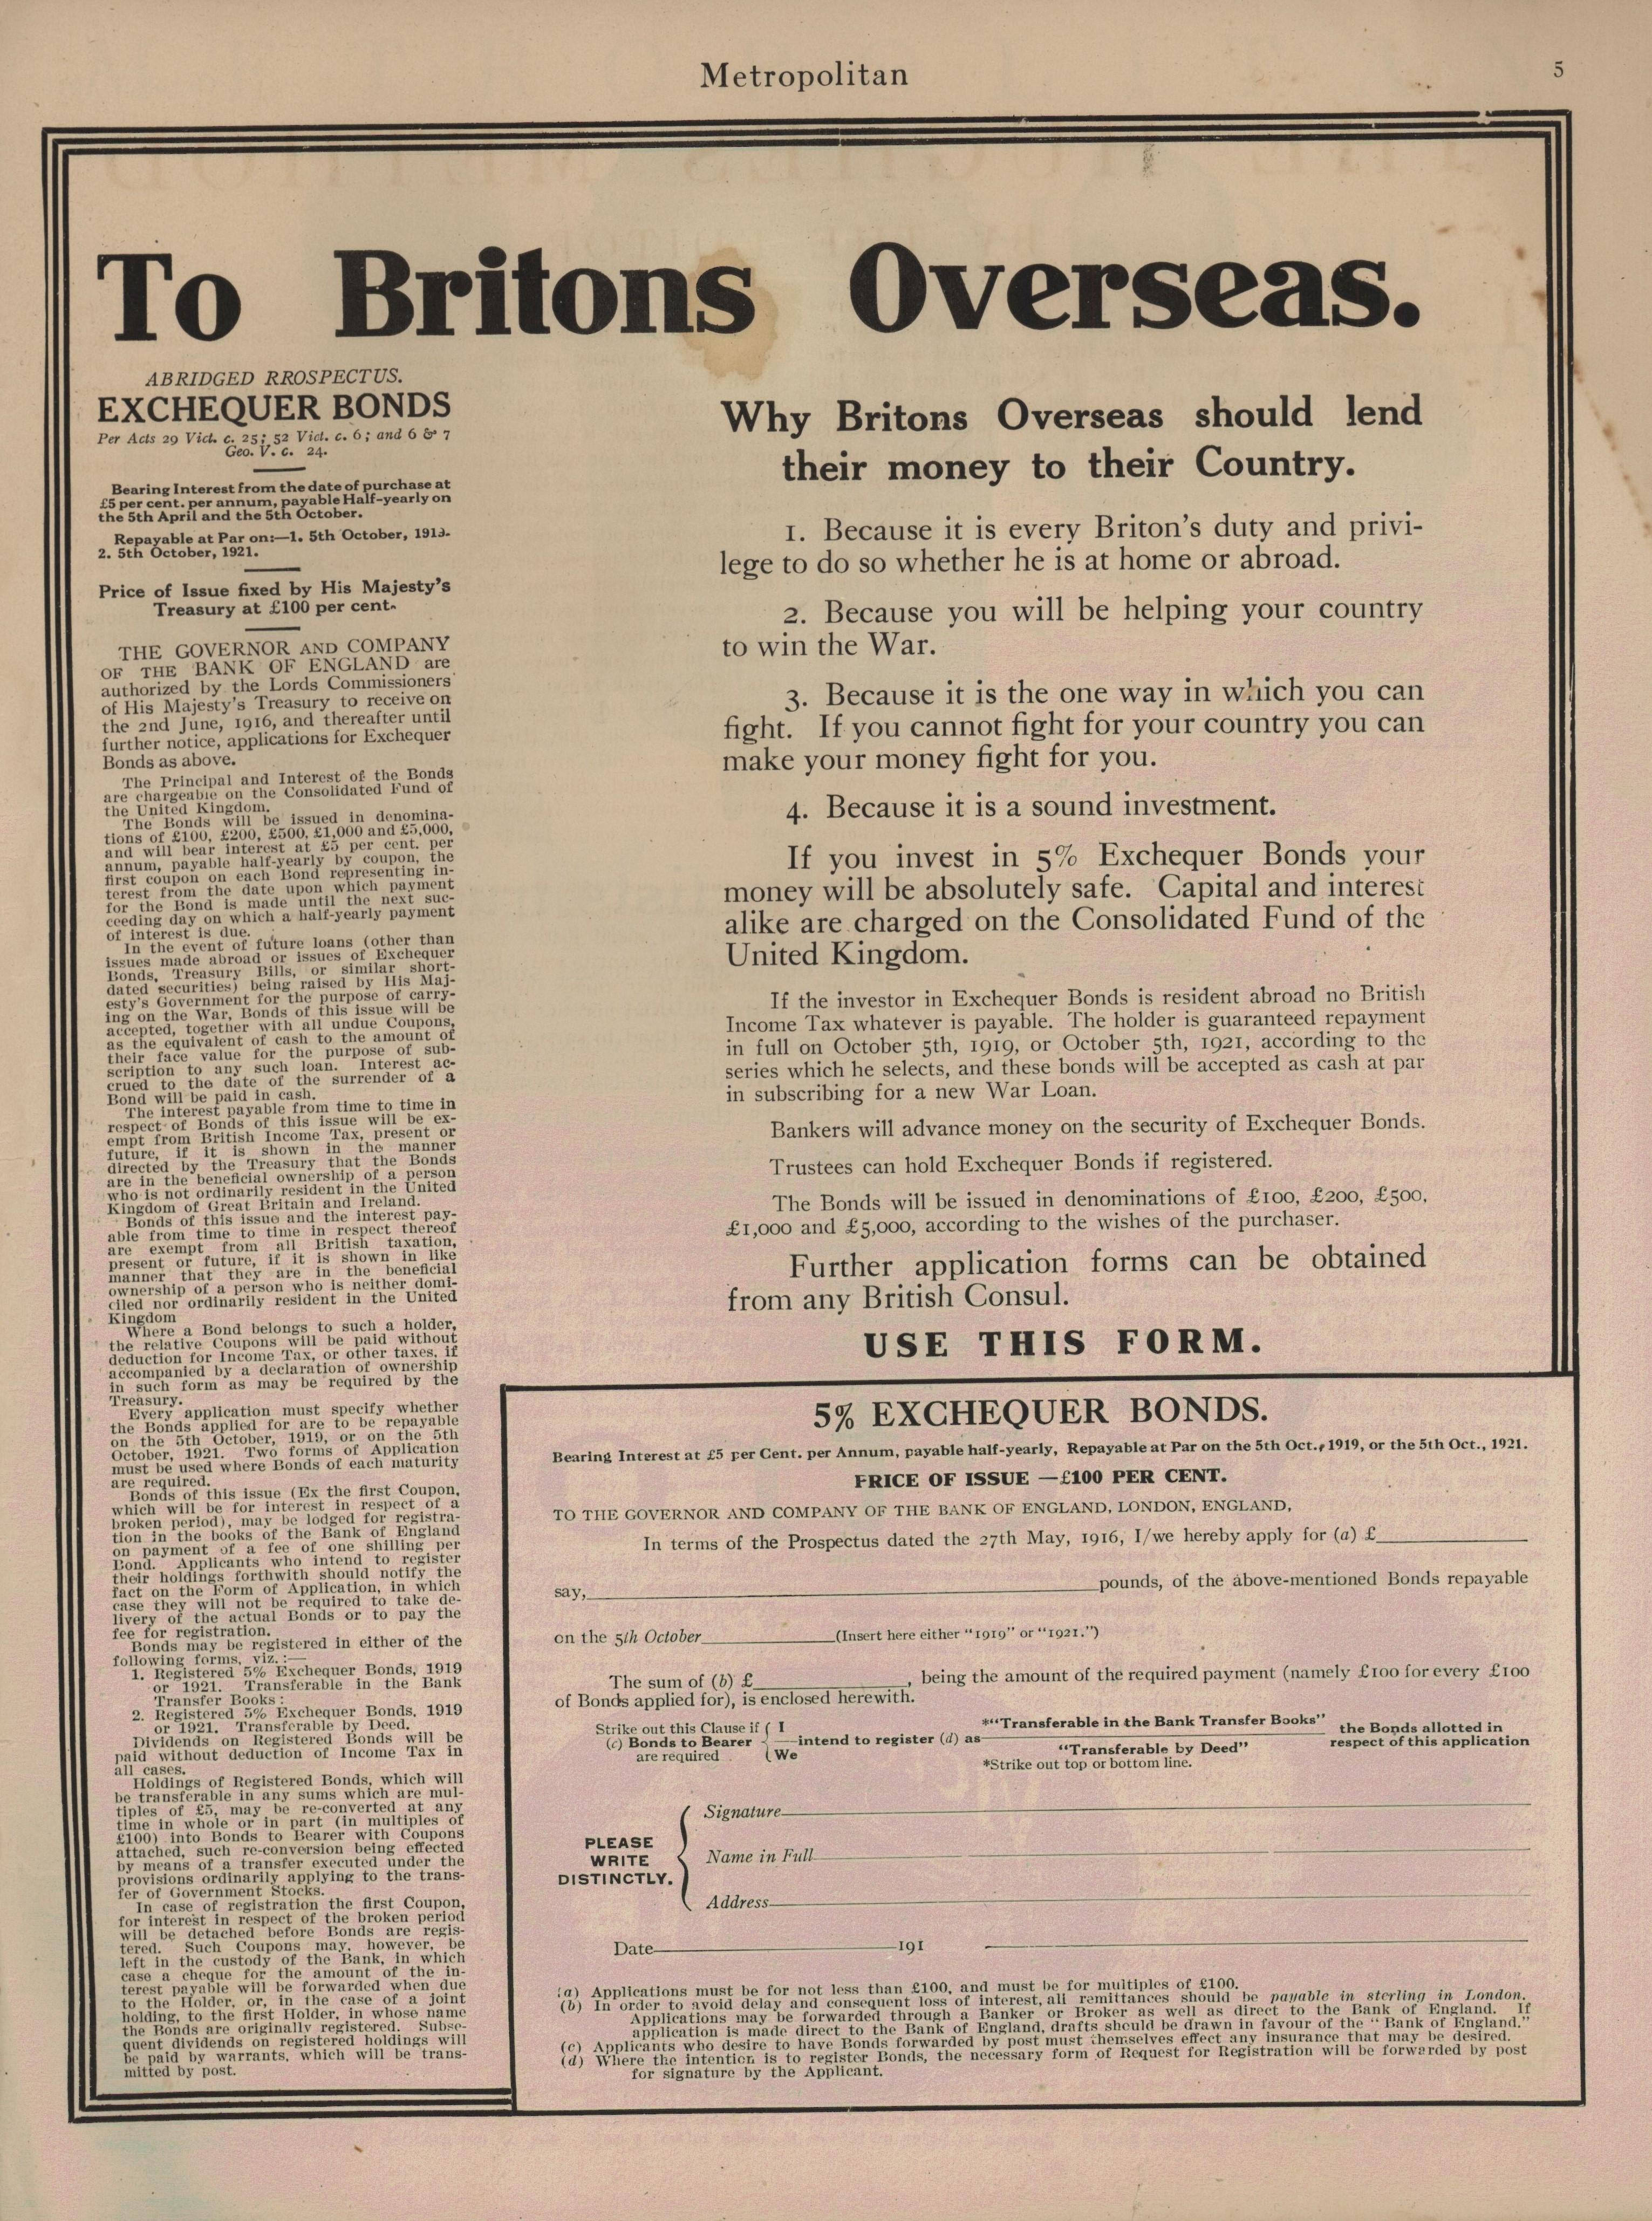 Metropolitan
5
To Britons Overseas.
ABRIDGED RROSPECTUS.
EXCHEQUER BONDS
Per Acts 29 Vict. c. 25; 52 Vict. c. 6; and 6 & 7
Geo. V. c. 24.
Bearing Interest from the date of purchase at
£5 per cent. per annum, payable Half-yearly on
the 5th April and the 5th October.
Repayable at Par on:—1. 5th October, 1919.
2. 5th October, 1921.
Price of Issue fixed by His Majesty's
Treasury at £100 per cent.
THE GOVERNOR AND COMPANY
OF THE BANK OF ENGLAND are
authorized by the Lords Commissioners
of His Majesty's Treasury to receive on
the 2nd June, 1916, and thereafter until
further notice, applications for Exchequer
Bonds as above.
The Principal and Interest of the Bonds
are chargeable on the Consolidated Fund of
the United Kingdom.
The Bonds will be issued in denomina-
tions of £100, £200, £500, £1,000 and £5,000,
and will bear interest at £5 per cent. per
annum, payable half-yearly by coupon, the
first coupon on each Bond representing in-
terest from the date upon which payment
for the Bond is made until the next suc-
ceeding day on which a half-yearly payment
of interest is due.
In the event of future loans (other than
issues made abroad or issues of Exchequer
Bonds, Treasury Bills, or similar short-
dated securities) being raised by His Maj-
esty's Government for the purpose of carry-
ing on the War, Bonds of this issue will be
accepted, together with all undue Coupons,
as the equivalent of cash to the amount of
their face value for the purpose of sub-
scription to any such loan. Interest ac-
crued to the date of the surrender of a
Bond will be paid in cash.
The interest payable from time to time in
respect of Bonds of this issue will be ex-
empt from British Income Tax, present or
future, if it is shown in the manner
directed by the Treasury that the Bonds
are in the beneficial ownership of a person
who is not ordinarily resident in the United
Kingdom of Great Britain and Ireland.
Bonds of this issue and the interest pay-
able from time to time in respect thereof
are exempt from all British taxation,
present or future, if it is shown in like
manner that they are in the beneficial
ownership of a person who is neither domi-
ciled nor ordinarily resident in the United
Kingdom
Where a Bond belongs to such a holder,
the relative Coupons will be paid without
deduction for Income Tax, or other taxes, if
accompanied by a declaration of ownership
in such form as may be required by the
Treasury.
Every application must specify whether
the Bonds applied for are to be repayable
on the 5th October, 1919, or on the 5th
October, 1921. Two forms of Application
must be used where Bonds of each maturity
are required.
Bonds of this issue (Ex the first Coupon,
which will be for interest in respect of a
broken period), may be lodged for registra-
tion in the books of the Bank of England
on payment of a fee of one shilling per
Bond. Applicants who intend to register
their holdings forthwith should notify the
fact on the Form of Application, in which
case they will not be required to take de-
livery of the actual Bonds or to pay the
fee for registration.
Bonds may be registered in either of the
following forms, viz.:—
1. Registered 5% Exchequer Bonds, 1919
or 1921. Transferable in the Bank
Transfer Books:
2. Registered 5% Exchequer Bonds, 1919
or 1921. Transferable by Deed.
Dividends on Registered Bonds will be
paid without deduction of Income Tax in
all cases.
Holdings of Registered Bonds, which will
be transferable in any sums which are mul-
tiples of £5, may be re-converted at any
time in whole or in part (in multiples of
£100) into Bonds to Bearer with Coupons
attached, such re-conversion being effected
by means of a transfer executed under the
provisions ordinarily applying to the trans-
fer of Government Stocks.
In case of registration the first Coupon,
for interest in respect of the broken period
will be detached before Bonds are regis-
tered. Such Coupons may, however, be
left in the custody of the Bank, in which
case a cheque for the amount of the in-
terest payable will be forwarded when due
to the Holder, or, in the case of a joint
holding, to the first Holder, in whose name
the Bonds are originally registered. Subse-
quent dividends on registered holdings will
be paid by warrants, which will be trans-
mitted by post.
Why Britons Overseas should lend
their money to their Country.
1. Because it is every Briton's duty and privi-
lege to do so whether he is at home or abroad.
2. Because you will be helping your country
to win the War.
3. Because it is the one way in which you can
fight. If you cannot fight for your country you can
make your money fight for you.
4. Because it is a sound investment.
If you invest in 5% Exchequer Bonds your
money will be absolutely safe. Capital and interest
alike are charged on the Consolidated Fund of the
United Kingdom.
If the investor in Exchequer Bonds is resident abroad no British
Income Tax whatever is payable. The holder is guaranteed repayment
in full on October 5th, 1919, or October 5th, 1921, according to the
series which he selects, and these bonds will be accepted as cash at par
in subscribing for a new War Loan.
Bankers will advance money on the security of Exchequer Bonds.
Trustees can hold Exchequer Bonds if registered.
The Bonds will be issued in denominations of £100, £200, £500,
£1,000 and £5,000, according to the wishes of the purchaser.
Further application forms can be obtained
from any British Consul.
USE THIS FORM.
5% EXCHEQUER BONDS.
Bearing Interest at £5 per Cent. per Annum, payable half-yearly, Repayable at Par on the 5th Oct., 1919, or the 5th Oct., 1921.
PRICE OF ISSUE —£100 PER CENT.
TO THE GOVERNOR AND COMPANY OF THE BANK OF ENGLAND, LONDON, ENGLAND,
In terms of the Prospectus dated the 27th May, 1916, I/we hereby apply for (a) £
say, pounds, of the above-mentioned Bonds repayable
on the 5th October (Insert here either "1919" or "1921.")
The sum of (b) £ , being the amount of the required payment (namely £100 for every £100
of Bonds applied for), is enclosed herewith.
Strike out this Clause if ( I *"Transferable in the Bank Transfer Books"
(c) Bonds to Bearer { —intend to register (d) as the Bonds allotted in
are required ( We "Transferable by Deed" respect of this application
*Strike out top or bottom line.
PLEASE
WRITE
DISTINCTLY.
Signature
Name in Full
Address
Date 191
(a) Applications must be for not less than £100, and must be for multiples of £100.
(b) In order to avoid delay and consequent loss of interest, all remittances should be payable in sterling in London.
Applications may be forwarded through a Banker or Broker as well as direct to the Bank of England. If
application is made direct to the Bank of England, drafts should be drawn in favour of the "Bank of England."
(c) Applicants who desire to have Bonds forwarded by post must themselves effect any insurance that may be desired.
(d) Where the intention is to register Bonds, the necessary form of Request for Registration will be forwarded by post
for signature by the Applicant.